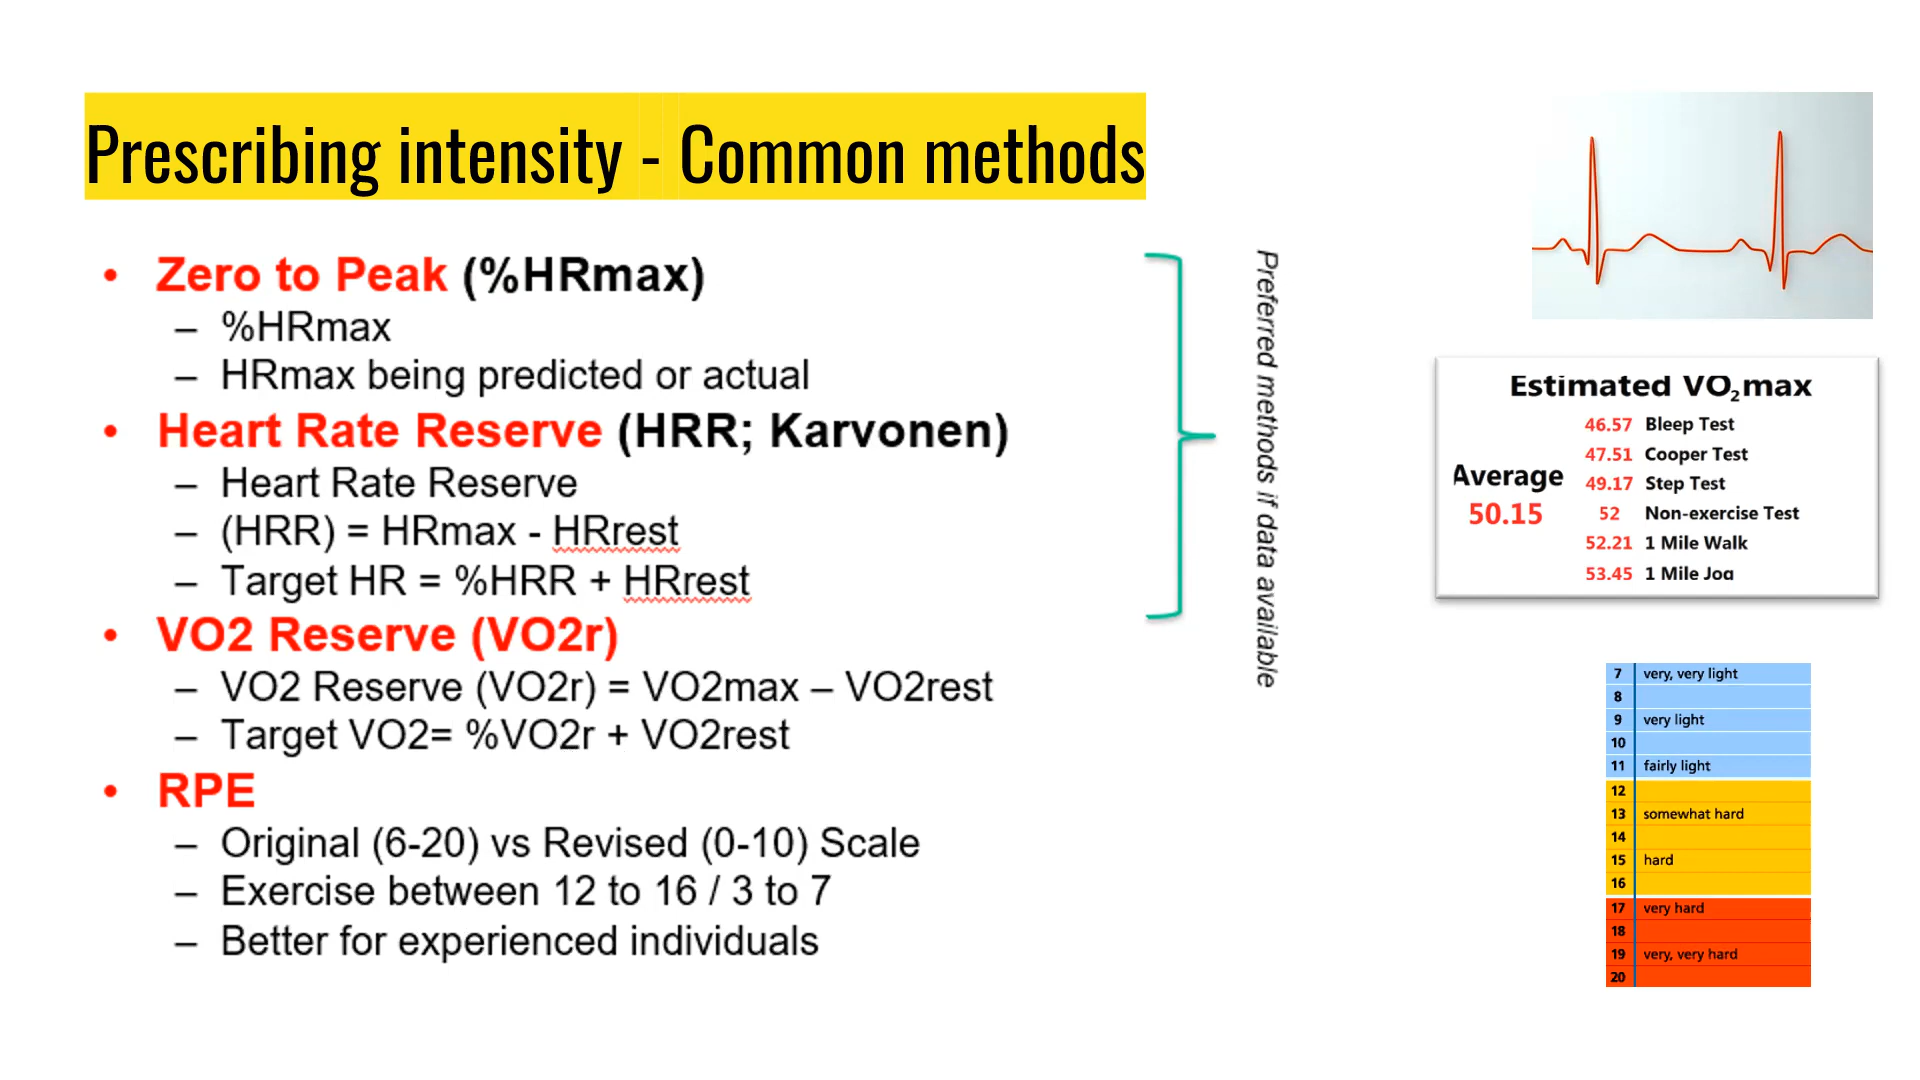 Prescribing intensity - Common methods
• Zero to Peak (%HRmax)
– %HRmax
– HRmax being predicted or actual
• Heart Rate Reserve (HRR; Karvonen)
– Heart Rate Reserve
– (HRR) = HRmax - HRrest
– Target HR = %HRR + HRrest
• VO2 Reserve (VO2r)
– VO2 Reserve (VO2r) = VO2max – VO2rest
– Target VO2= %VO2r + VO2rest
• RPE
– Original (6-20) vs Revised (0-10) Scale
– Exercise between 12 to 16 / 3 to 7
– Better for experienced individuals
Preferred methods if data available
Estimated VO₂max
Average
50.15
46.57 Bleep Test
47.51 Cooper Test
49.17 Step Test
52 Non-exercise Test
52.21 1 Mile Walk
53.45 1 Mile Jog
7 very, very light
8
9 very light
10
11 fairly light
12
13 somewhat hard
14
15 hard
16
17 very hard
18
19 very, very hard
20